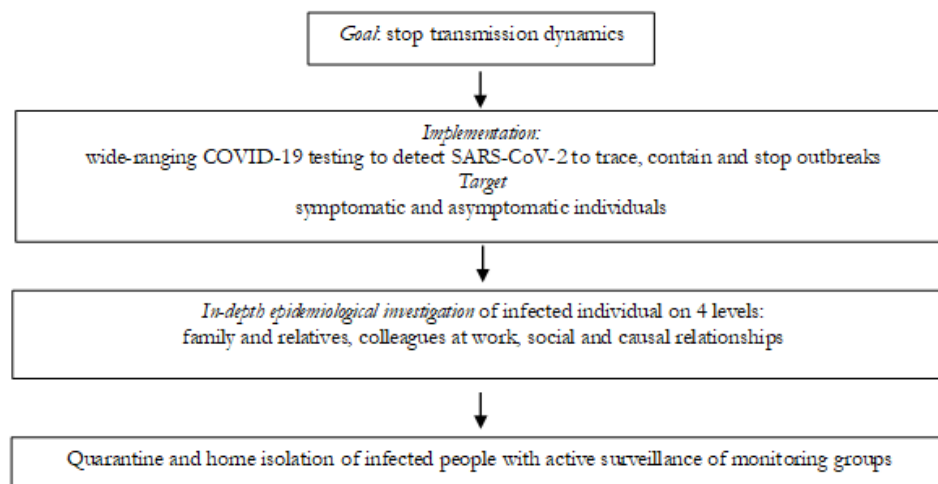 Goal: stop transmission dynamics
Implementation:
wide-ranging COVID-19 testing to detect SARS-CoV-2 to trace, contain and stop outbreaks
Target
symptomatic and asymptomatic individuals
In-depth epidemiological investigation of infected individual on 4 levels:
family and relatives, colleagues at work, social and causal relationships
Quarantine and home isolation of infected people with active surveillance of monitoring groups